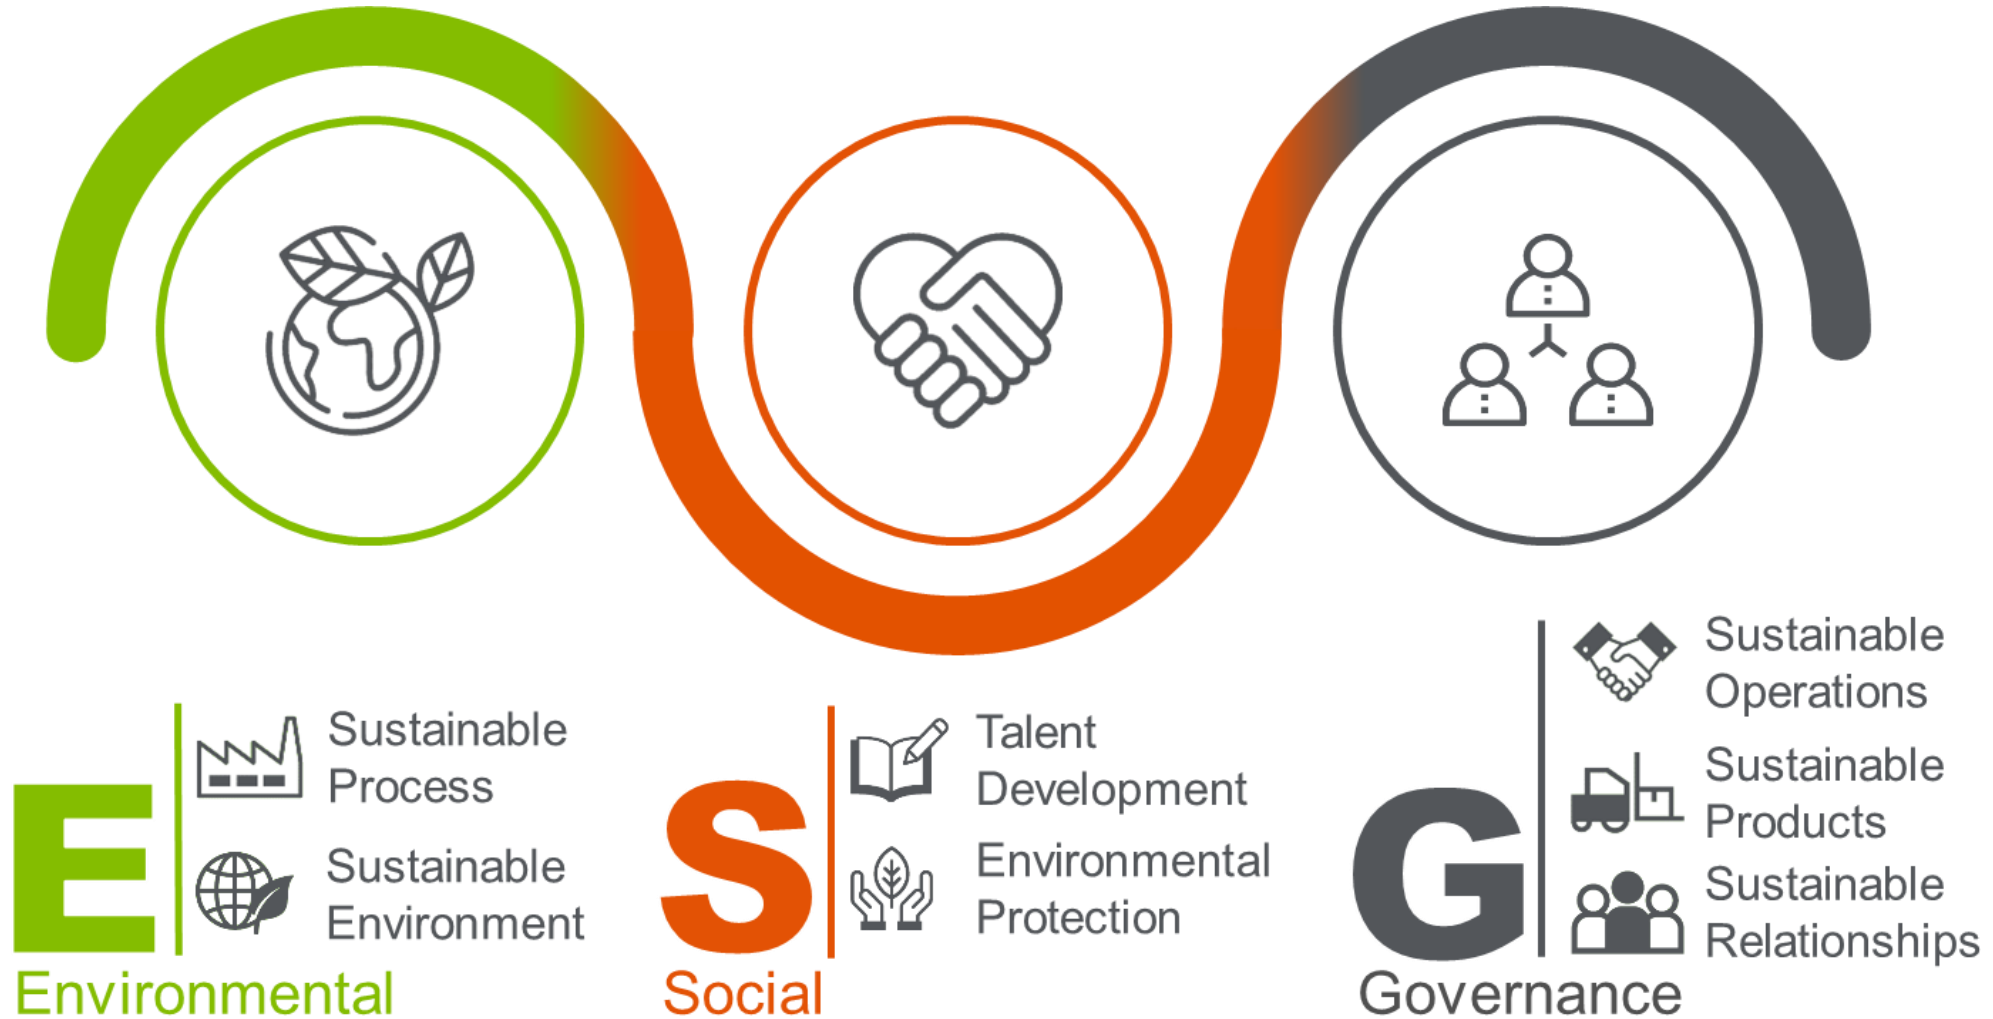 E
Environmental
Sustainable
Process
Sustainable
Environment
S
Social
Talent
Development
Environmental
Protection
G
Governance
Sustainable
Operations
Sustainable
Products
Sustainable
Relationships